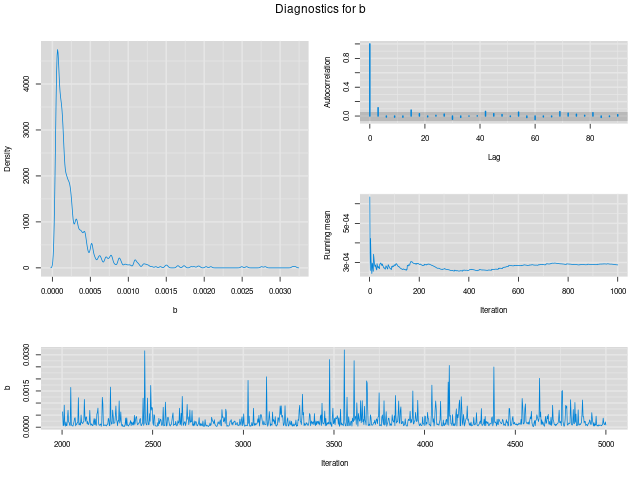 Diagnostics for b
Density
0 1000 2000 4000
0.0000 0.0005 0.0010 0.0015 0.0020 0.0025 0.0030
b
Autocorrelation
0.0 0.4 0.8
0 20 40 60 80
Lag
Running mean
3e-04 5e-04
0 200 400 600 800 1000
Iteration
b
0.0000 0.0015 0.0030
2000 2500 3000 3500 4000 4500 5000
Iteration